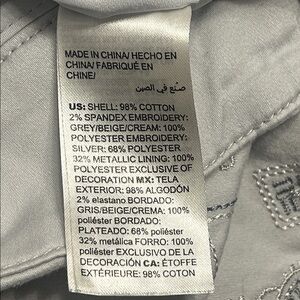 MADE IN CHINA/ HECHO EN
CHINA/ FABRIQUÉ EN
CHINE/
صنع في الصين
US: SHELL: 98% COTTON
2% SPANDEX EMBROIDERY:
GREY/BEIGE/CREAM: 100%
POLYESTER EMBROIDERY:
SILVER: 68% POLYESTER
32% METALLIC LINING: 100%
POLYESTER EXCLUSIVE OF
DECORATION MX: TELA
EXTERIOR: 98% ALGODÓN
2% elastano BORDADO:
GRIS/BEIGE/CREMA: 100%
poliéster BORDADO:
PLATEADO: 68% poliéster
32% metálica FORRO: 100%
poliéster EXCLUSIVO DE LA
DECORACIÓN CA: ÉTOFFE
EXTÉRIEURE: 98% COTON